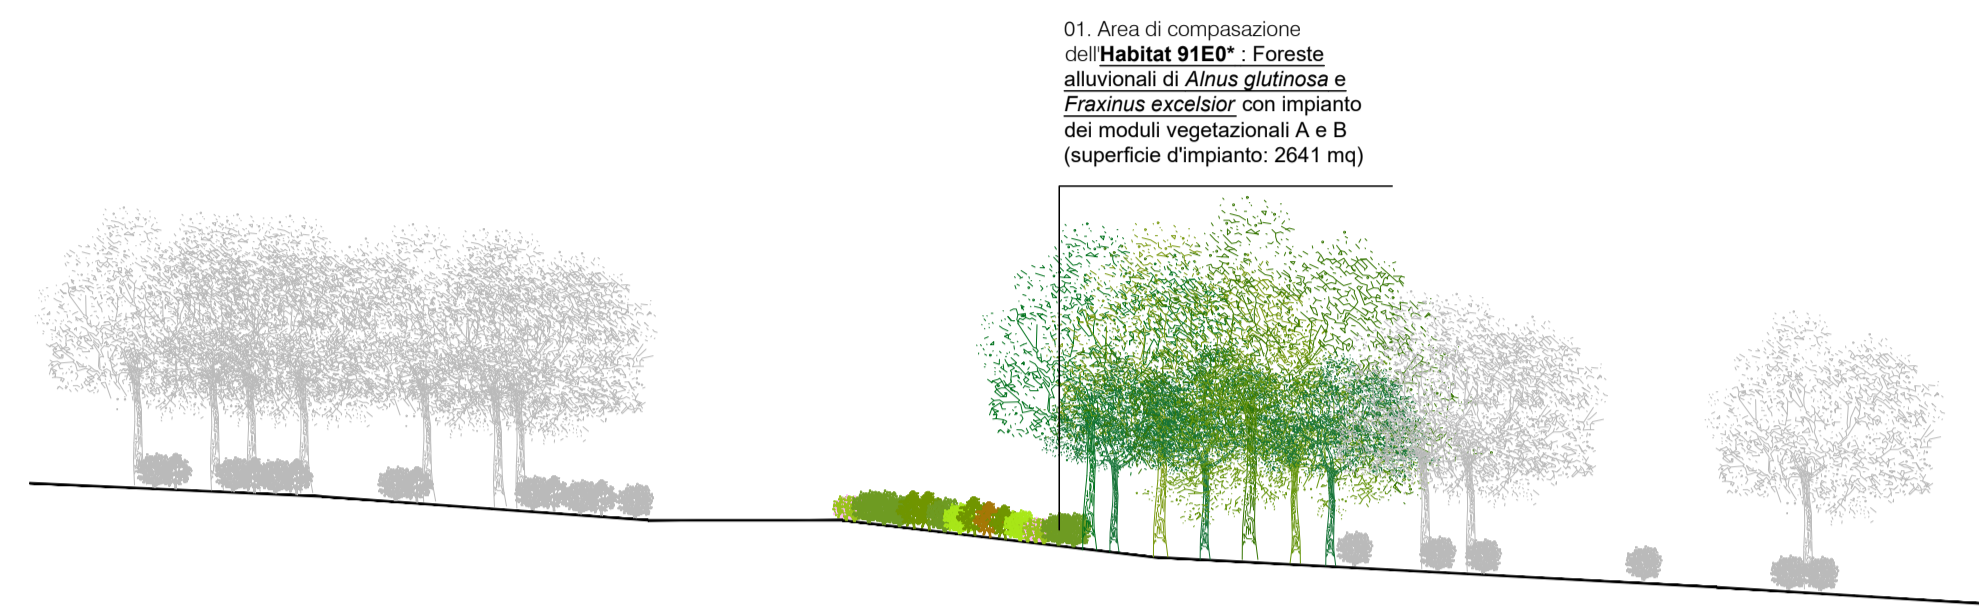 01. Area di compasazione
dell'Habitat 91E0* : Foreste
alluvionali di Alnus glutinosa e
Fraxinus excelsior con impianto
dei moduli vegetazionali A e B
(superficie d'impianto: 2641 mq)